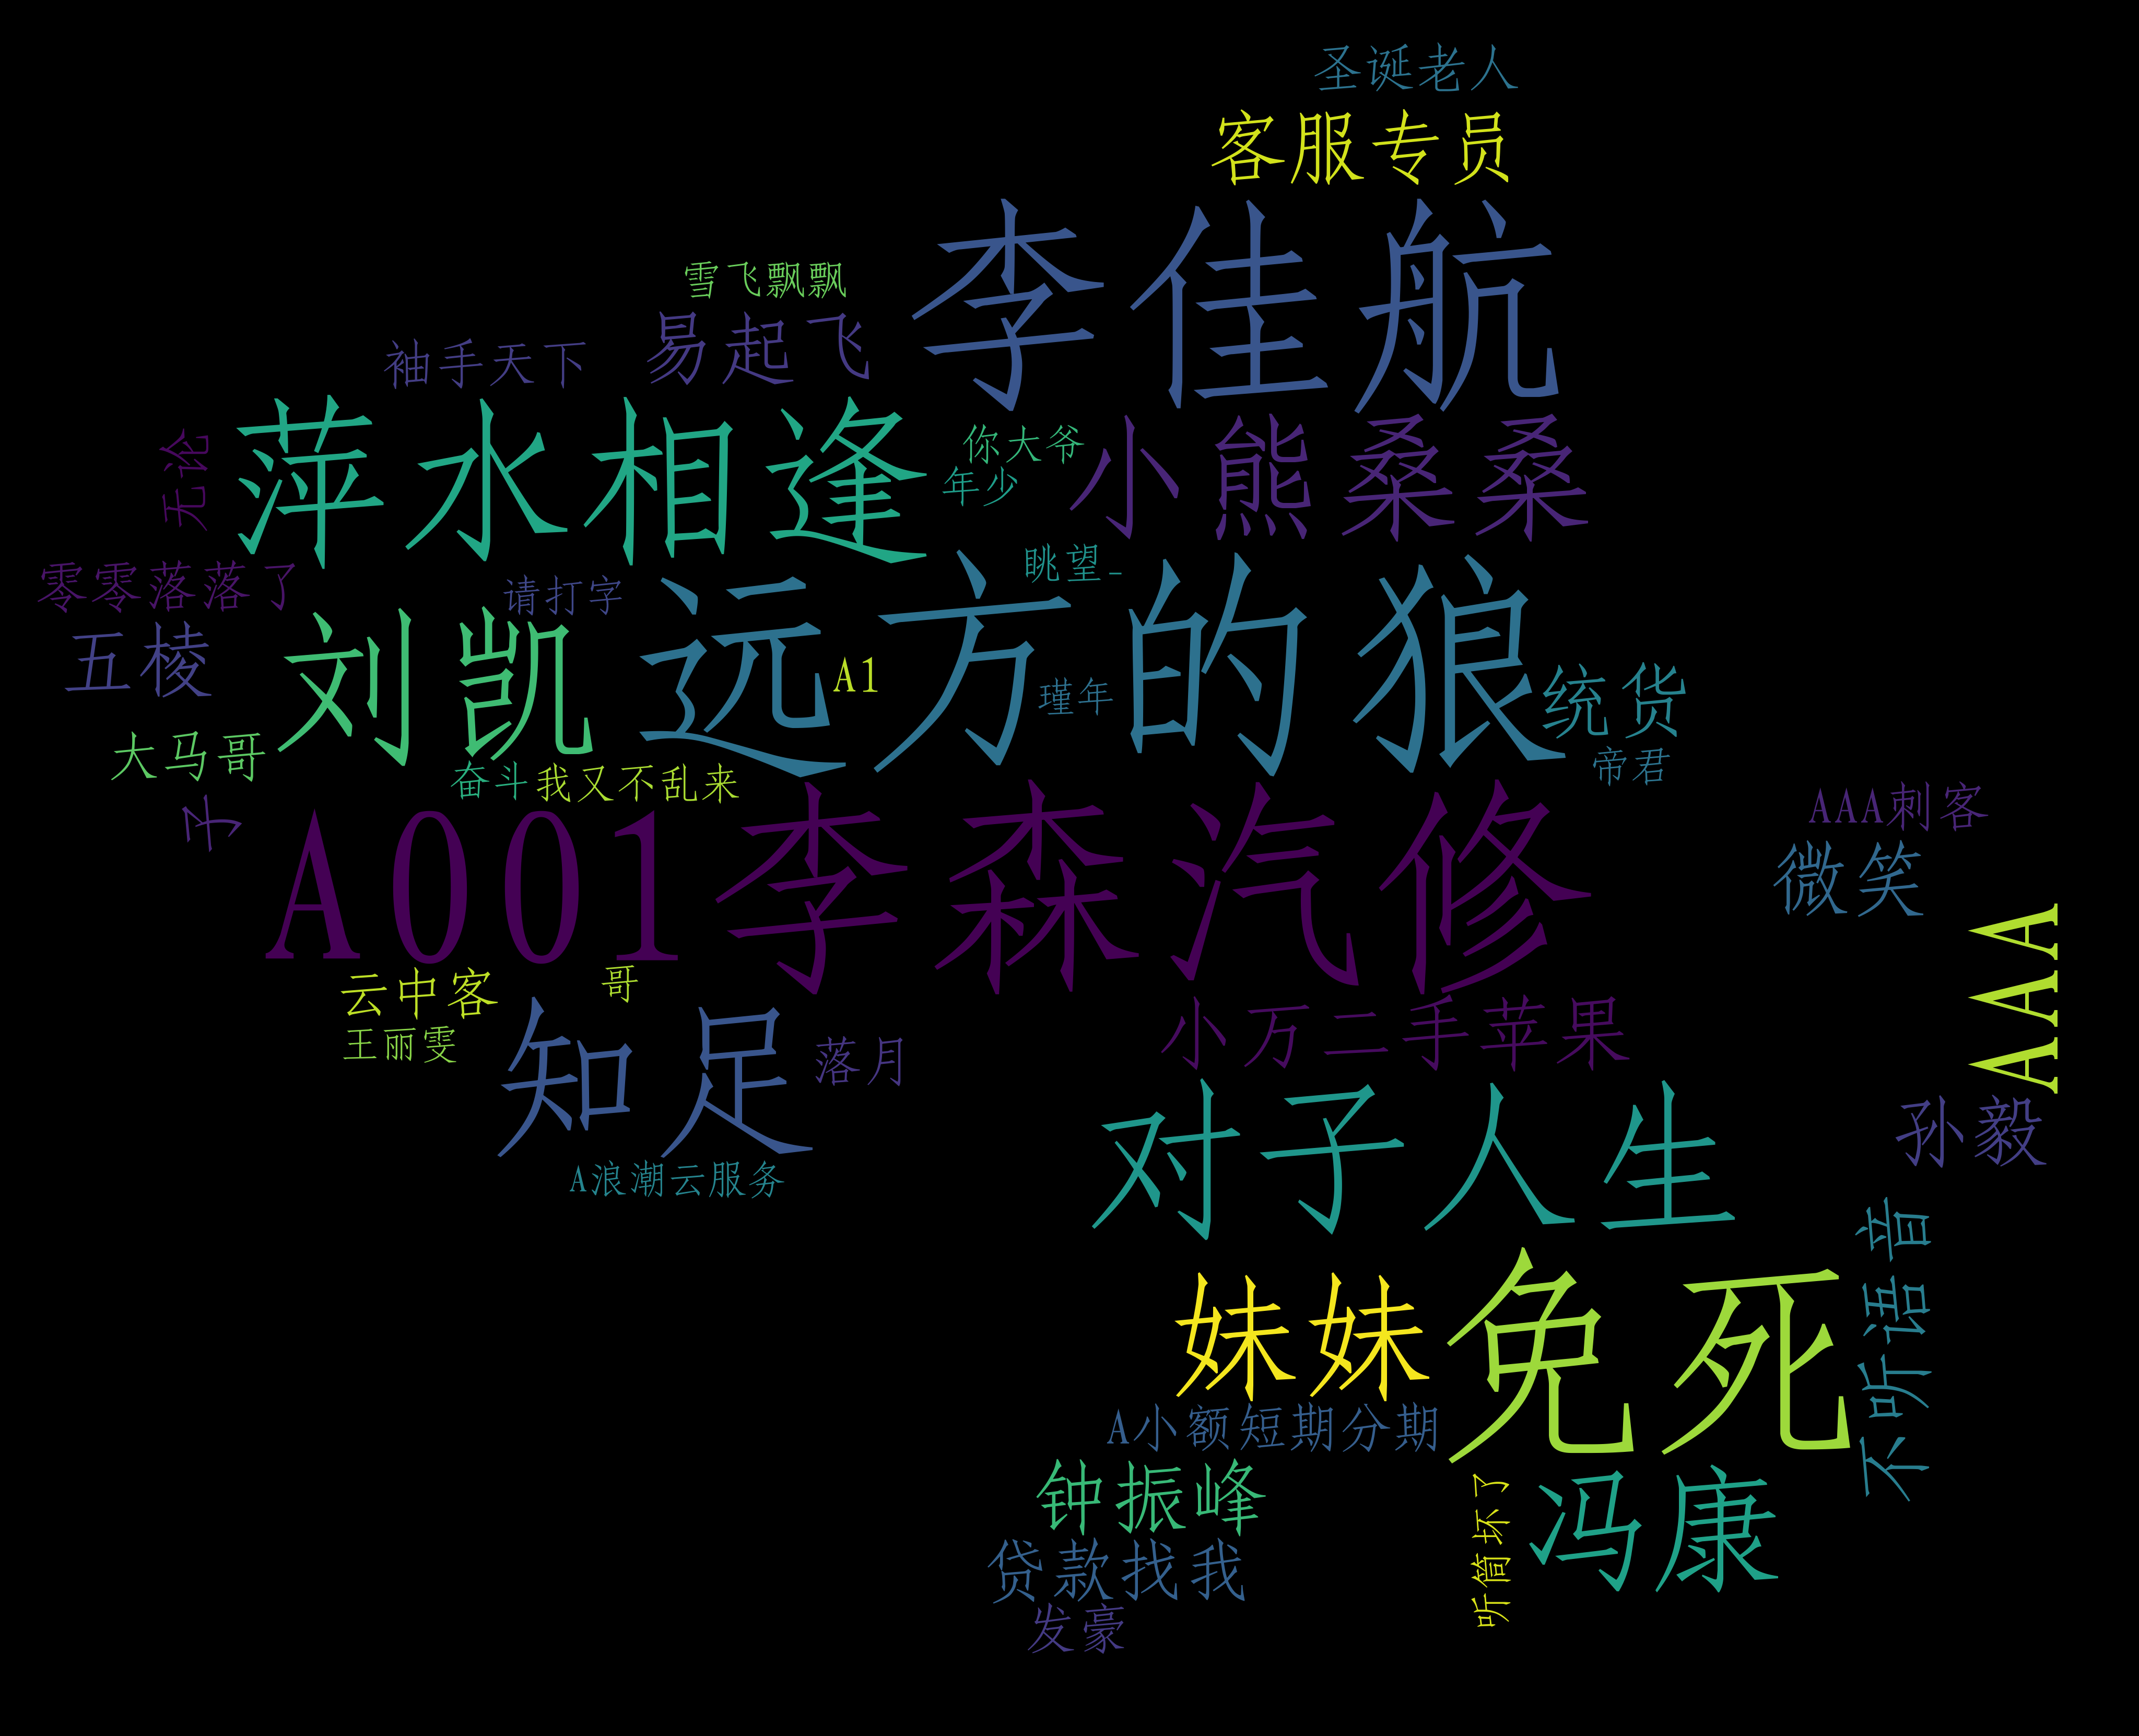 圣诞老人
客服专员
李佳航
雪飞飘飘
易起飞
袖手天下
萍水相逢
无论
你大爷
年少
小熊桑桑
眺望-
零零落落了
请打字
五棱
刘凯
远方的狼
A1
瑾年
统货
帝君
大马哥
奋斗
我又不乱来
AAA刺客
微笑
A001李森汽修
AAA
云中客
哥
王丽雯
知足
落月
小万二手苹果
孙毅
对子人生
A浪潮云服务
不听语音
妹妹
免死
A小额短期分期
钟振峰
听筒坏了
冯康
贷款找我
发豪